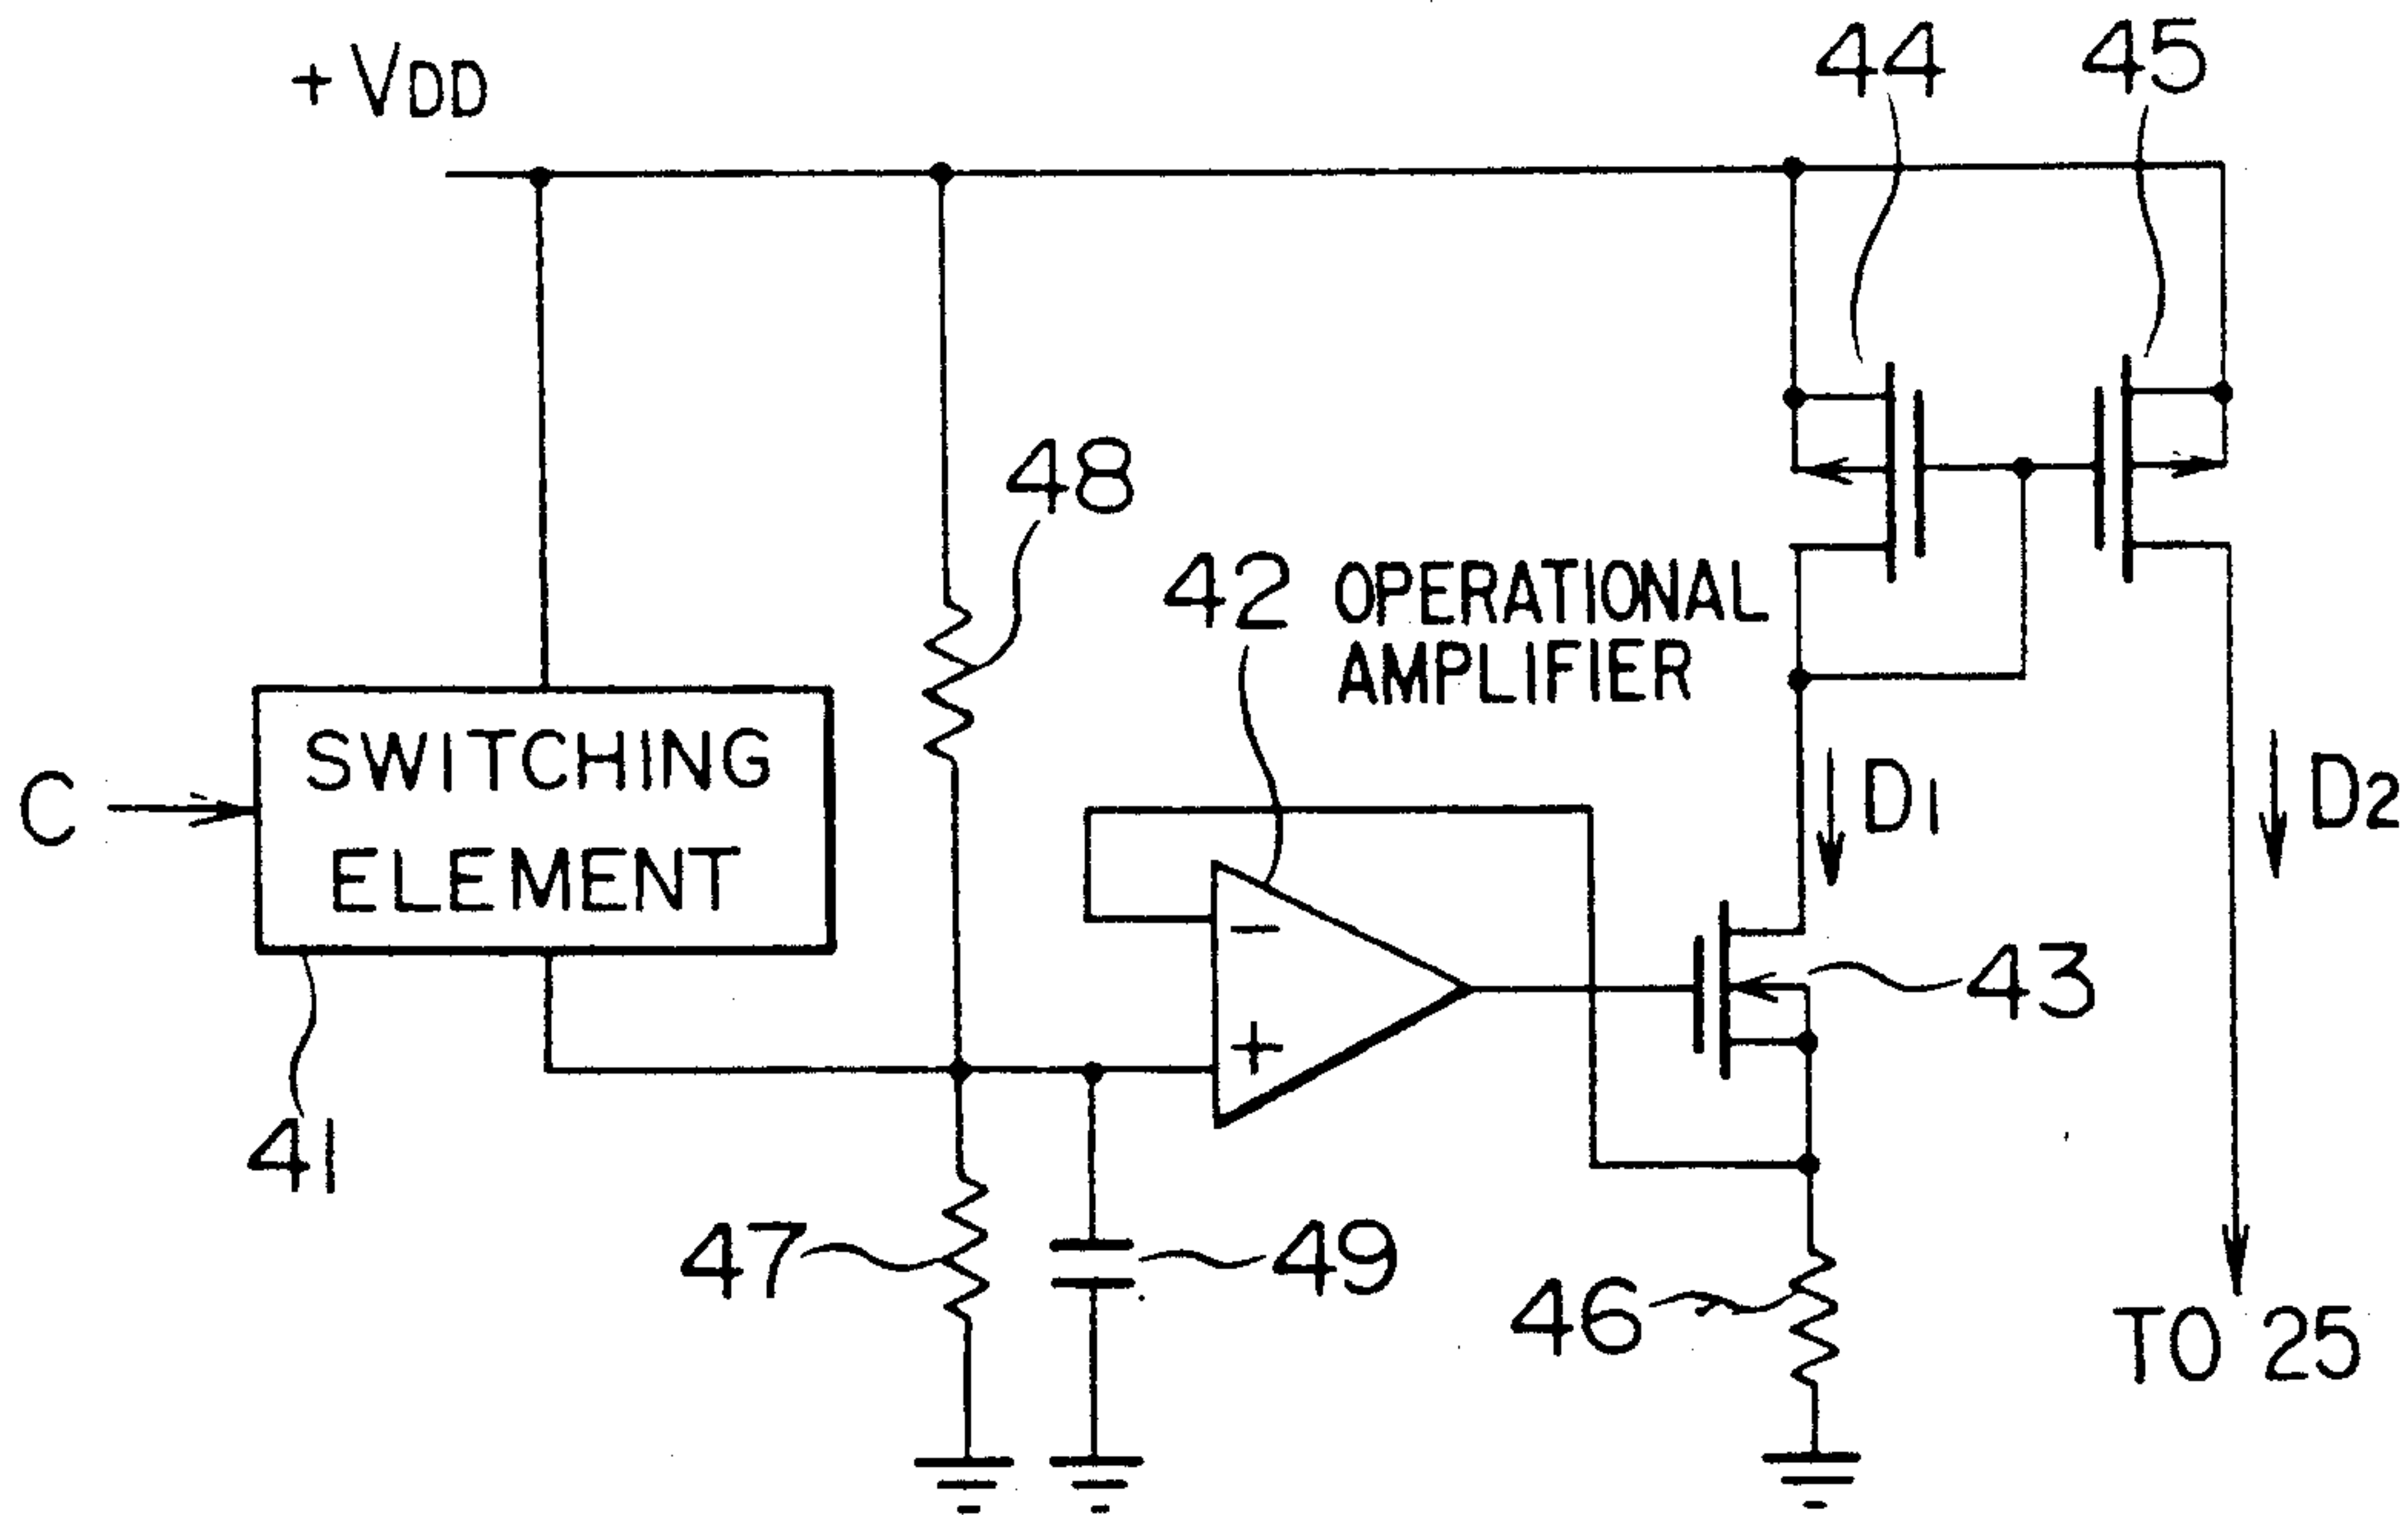 +VDD
44
45
48
42 OPERATIONAL
AMPLIFIER
SWITCHING
ELEMENT
C
D1
D2
−
+
43
41
47
49
46
TO 25